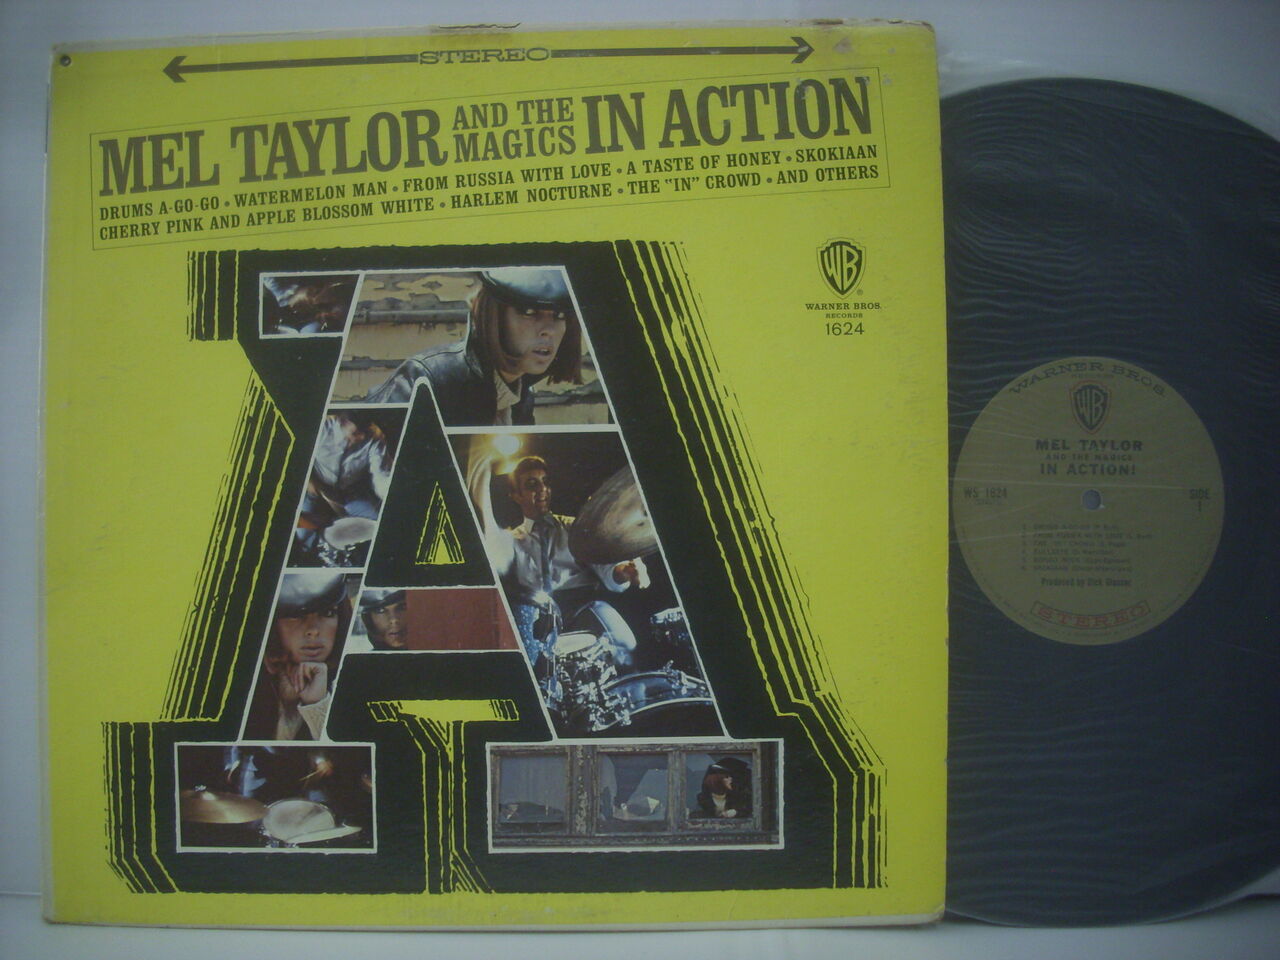 STEREO
MEL TAYLOR AND THE MAGICS IN ACTION
DRUMS A-GO-GO • WATERMELON MAN • FROM RUSSIA WITH LOVE • A TASTE OF HONEY • SKOKIAAN
CHERRY PINK AND APPLE BLOSSOM WHITE • HARLEM NOCTURNE • THE "IN" CROWD • AND OTHERS
WB
®
WARNER BROS.
RECORDS
1624
A
WARNER BROS.
WB
MEL TAYLOR
AND THE MAGICS
IN ACTION!
WS 1624
SIDE
1
Produced by Dick Glasser
STEREO